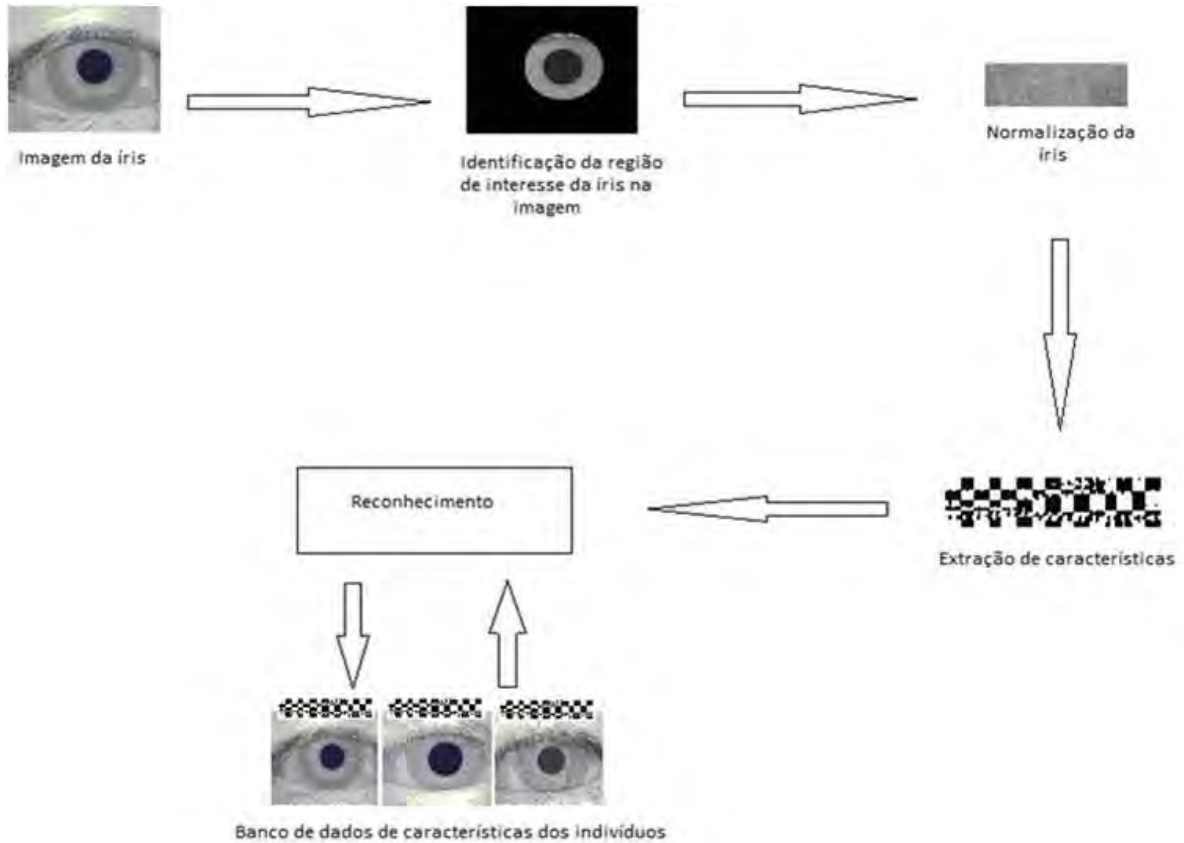 Imagem da íris
Identificação da região
de interesse da íris na
imagem
Normalização da
íris
Extração de características
Reconhecimento
Banco de dados de características dos indivíduos